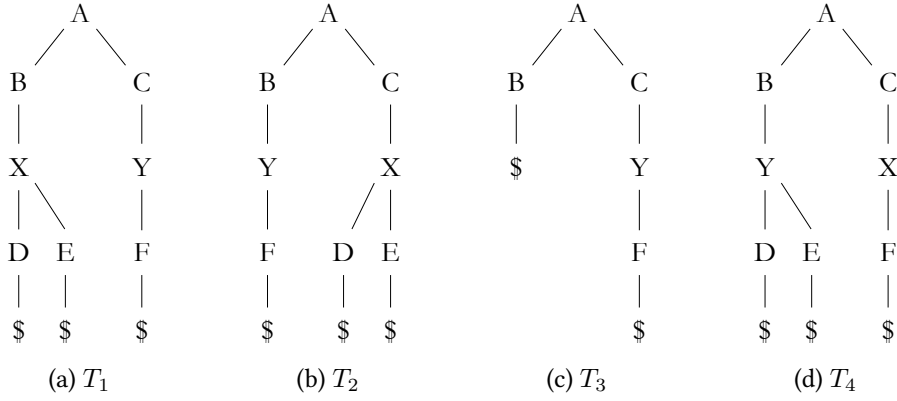 A A A A
B C B C B C B C
X Y Y X $ Y Y X
D E F F D E F D E F
$ $ $ $ $ $ $ $ $ $
(a) T₁ (b) T₂ (c) T₃ (d) T₄